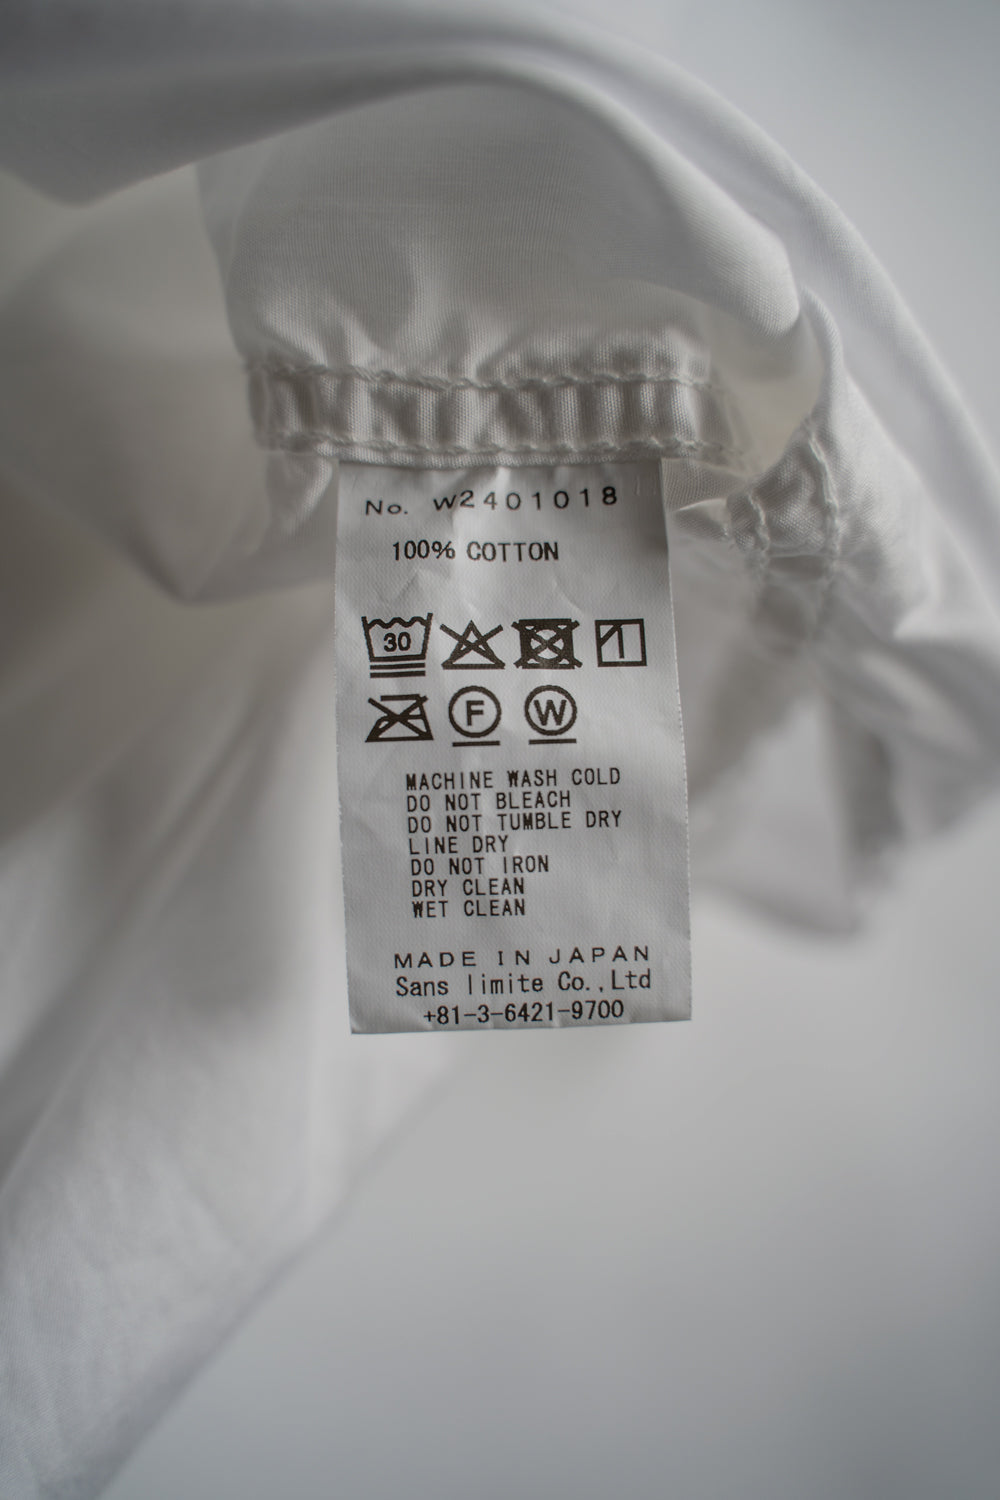 No. W2401018
100% COTTON
30
F W
MACHINE WASH COLD
DO NOT BLEACH
DO NOT TUMBLE DRY
LINE DRY
DO NOT IRON
DRY CLEAN
WET CLEAN
MADE IN JAPAN
Sans limite Co.,Ltd
+81-3-6421-9700